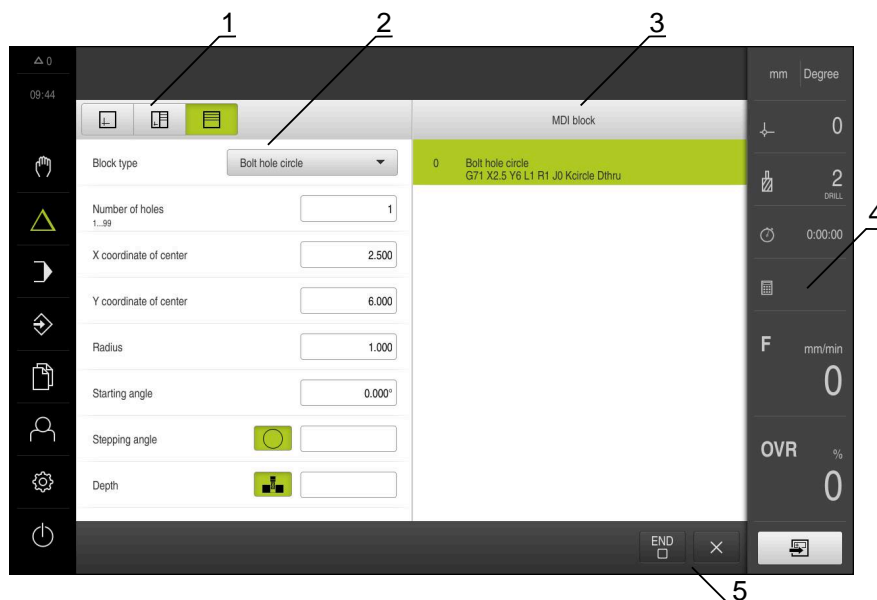 1
2
3
0
09:44
mm
Degree
MDI block
0
Block type
Bolt hole circle
0
Bolt hole circle
G71 X2.5 Y6 L1 R1 J0 Kcircle Dthru
2
DRILL
Number of holes
1...99
1
4
0:00:00
X coordinate of center
2.500
Y coordinate of center
6.000
Radius
1.000
F
mm/min
0
Starting angle
0.000°
Stepping angle
OVR
%
0
Depth
END
5